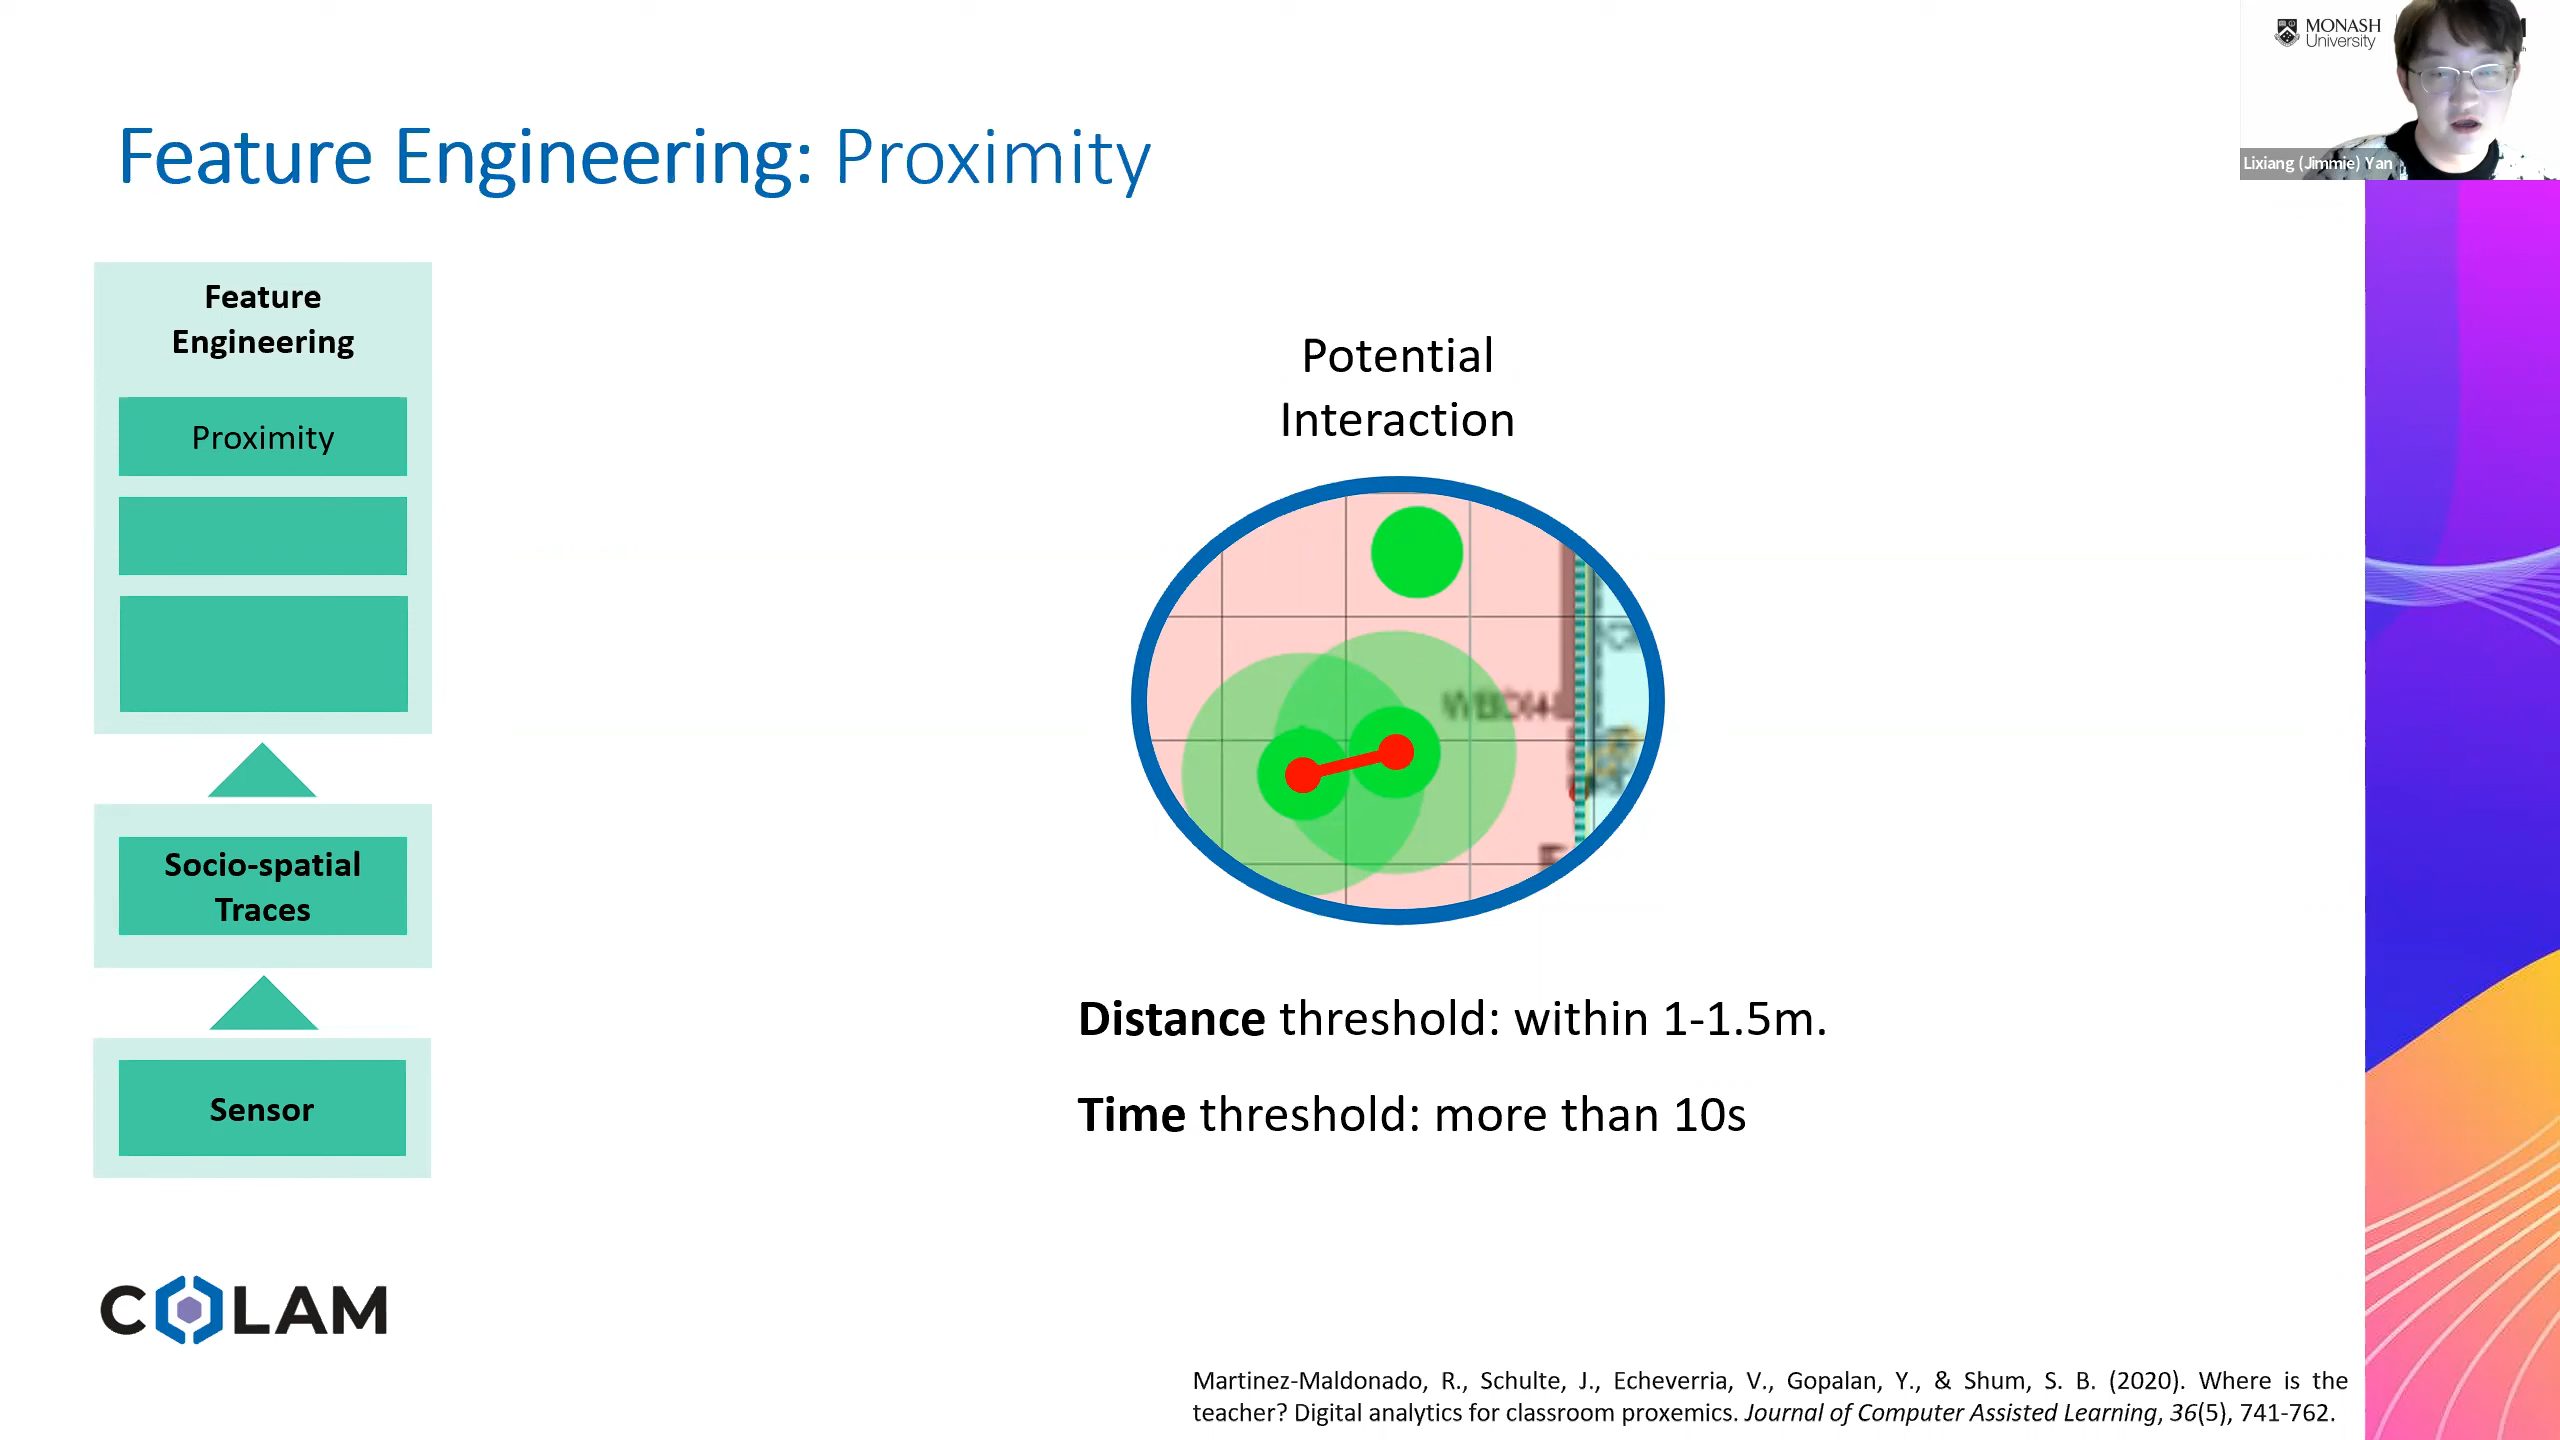 MONASH
University
Lixiang (Jimmie) Yan
Feature Engineering: Proximity
Feature
Engineering
Proximity
Socio-spatial
Traces
Sensor
COLAM
Potential
Interaction
Distance threshold: within 1-1.5m.
Time threshold: more than 10s
Martinez-Maldonado, R., Schulte, J., Echeverria, V., Gopalan, Y., & Shum, S. B. (2020). Where is the
teacher? Digital analytics for classroom proxemics. Journal of Computer Assisted Learning, 36(5), 741-762.